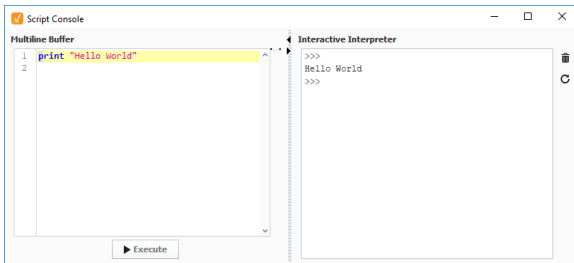 Script Console
Multiline Buffer
1 print "Hello World"
2
Execute
Interactive Interpreter
>>>
Hello World
>>>